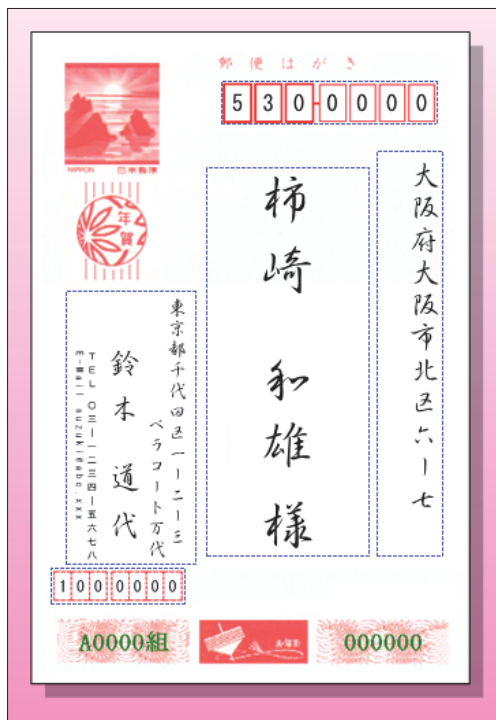 郵便はがき
530-0000
大阪府大阪市北区六ー七
柿崎 和雄様
NIPPON 日本郵便
年賀
東京都千代田区一ー二ー三
ベラコート万代
鈴木 道代
TEL 〇三ー一二三四ー五六七八
m-Mail suzuki@abc.xxx
1000000
A0000組
お年玉
000000